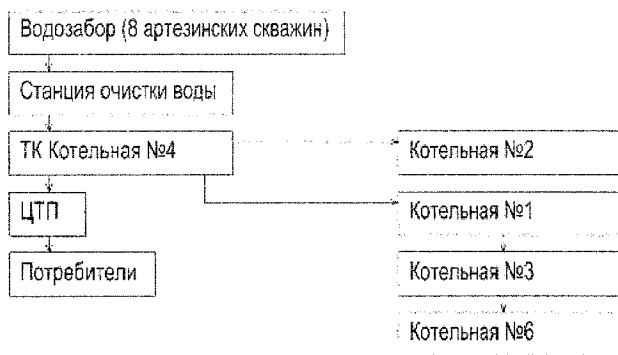 Водозабор (8 артезинских скважин)
Станция очистки воды
ТК Котельная №4
Котельная №2
ЦТП
Котельная №1
Потребители
Котельная №3
Котельная №6